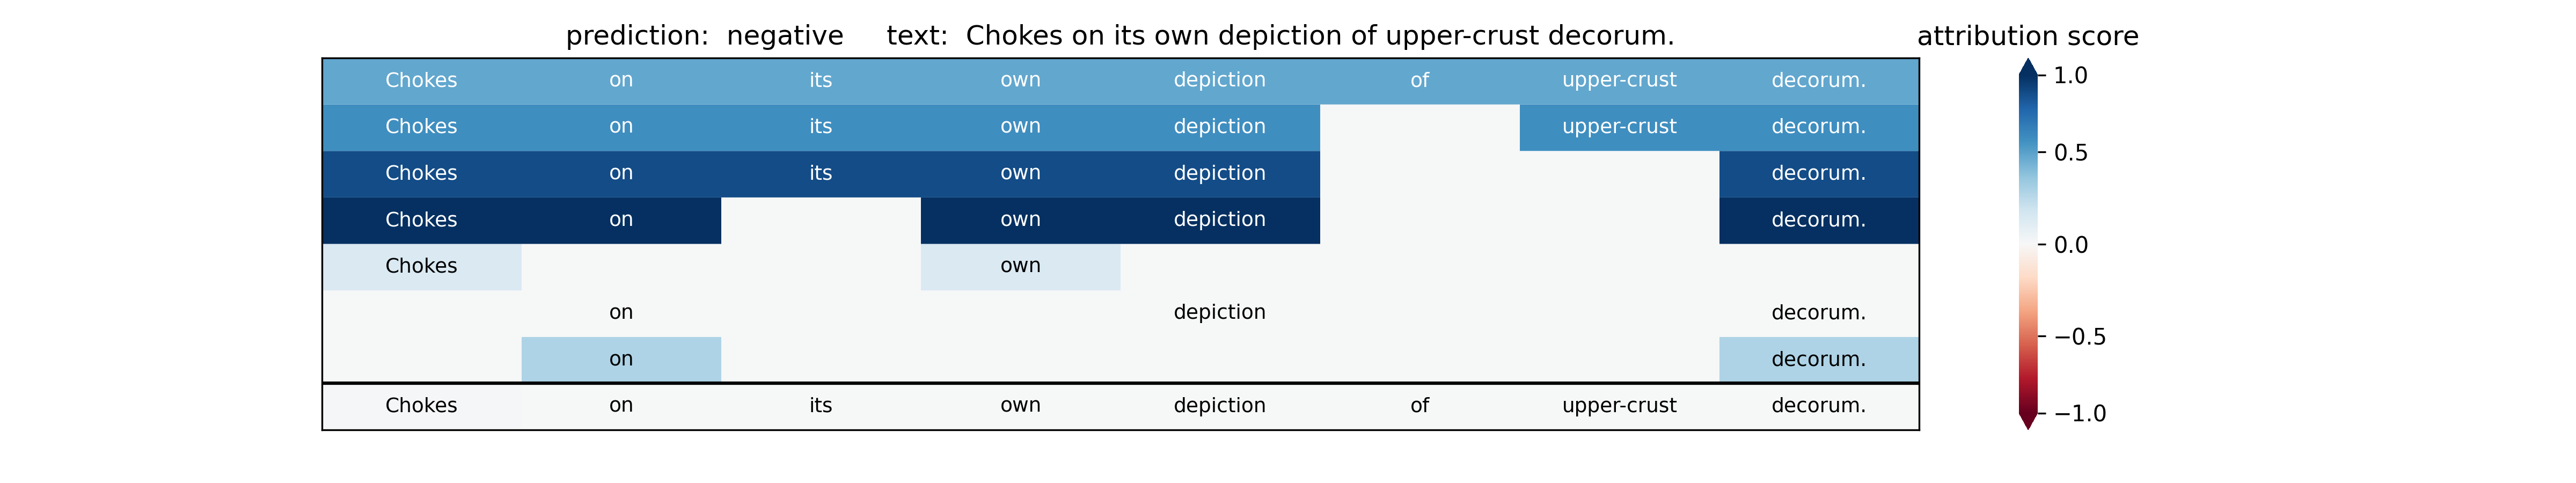 prediction: negative text: Chokes on its own depiction of upper-crust decorum. attribution score
Chokes on its own depiction of upper-crust decorum. 1.0
Chokes on its own depiction upper-crust decorum.
0.5
Chokes on its own depiction decorum.
Chokes on own depiction decorum.
0.0
Chokes own
on depiction decorum.
−0.5
on decorum.
Chokes on its own depiction of upper-crust decorum.
−1.0